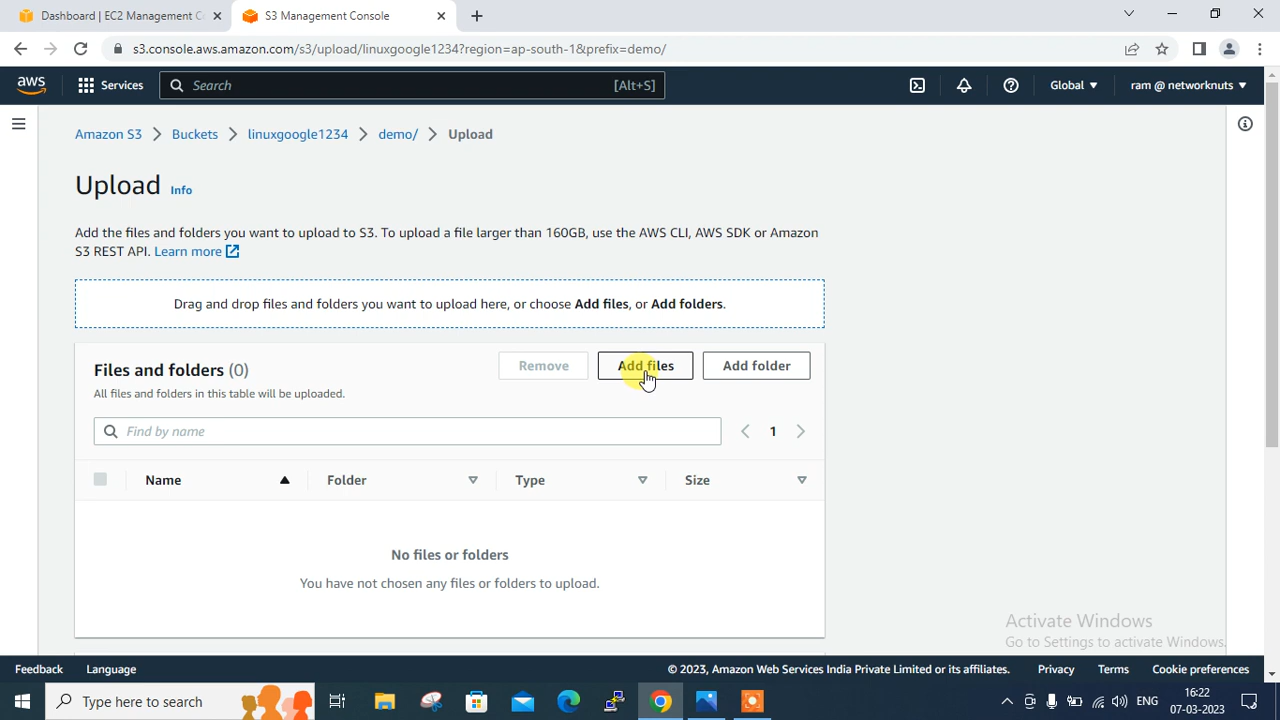 Dashboard | EC2 Management C
S3 Management Console
s3.console.aws.amazon.com/s3/upload/linuxgoogle1234?region=ap-south-1&prefix=demo/
aws
Services
Search
[Alt+S]
Global
ram @ networknuts
Amazon S3
Buckets
linuxgoogle1234
demo/
Upload
Upload Info
Add the files and folders you want to upload to S3. To upload a file larger than 160GB, use the AWS CLI, AWS SDK or Amazon
S3 REST API. Learn more
Drag and drop files and folders you want to upload here, or choose Add files, or Add folders.
Files and folders (0)
Remove
Add files
Add folder
All files and folders in this table will be uploaded.
Find by name
1
Name
Folder
Type
Size
No files or folders
You have not chosen any files or folders to upload.
Activate Windows
Go to Settings to activate Windows.
Feedback
Language
© 2023, Amazon Web Services India Private Limited or its affiliates.
Privacy
Terms
Cookie preferences
Type here to search
ENG
16:22
07-03-2023